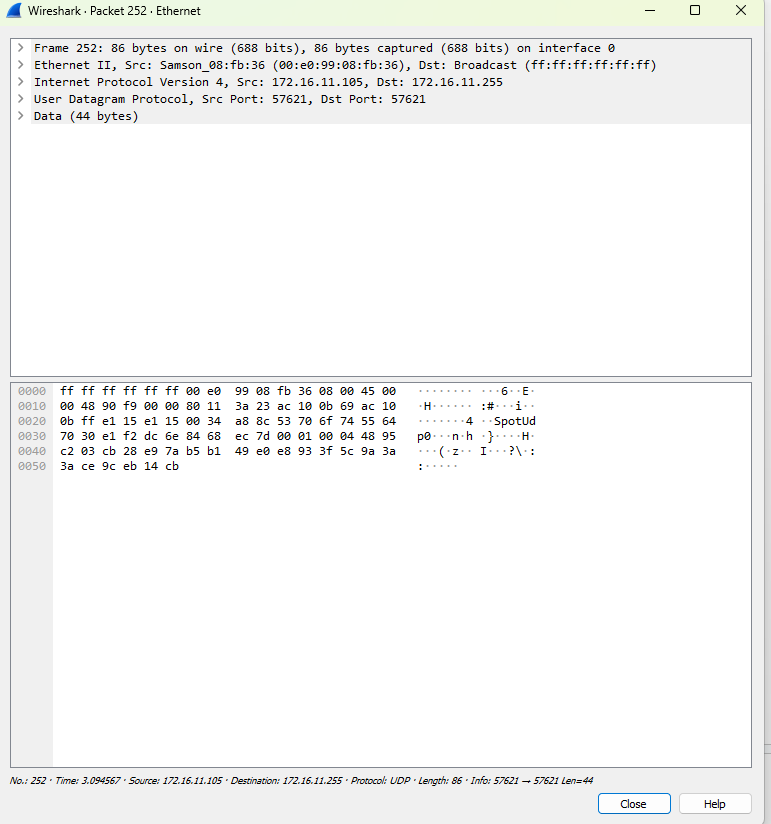 Wireshark · Packet 252 · Ethernet
Frame 252: 86 bytes on wire (688 bits), 86 bytes captured (688 bits) on interface 0
Ethernet II, Src: Samson_08:fb:36 (00:e0:99:08:fb:36), Dst: Broadcast (ff:ff:ff:ff:ff:ff)
Internet Protocol Version 4, Src: 172.16.11.105, Dst: 172.16.11.255
User Datagram Protocol, Src Port: 57621, Dst Port: 57621
Data (44 bytes)
0000 ff ff ff ff ff ff 00 e0 99 08 fb 36 08 00 45 00 ········ ···6··E·
0010 00 48 90 f9 00 00 80 11 3a 23 ac 10 0b 69 ac 10 ·H······ :#···i··
0020 0b ff e1 15 e1 15 00 34 a8 8c 53 70 6f 74 55 64 ·······4 ··SpotUd
0030 70 30 e1 f2 dc 6e 84 68 ec 7d 00 01 00 04 48 95 p0···n·h ·}····H·
0040 c2 03 cb 28 e9 7a b5 b1 49 e0 e8 93 3f 5c 9a 3a ···(·z·· I···?\·:
0050 3a ce 9c eb 14 cb :·····
No.: 252 · Time: 3.094567 · Source: 172.16.11.105 · Destination: 172.16.11.255 · Protocol: UDP · Length: 86 · Info: 57621 → 57621 Len=44
Close Help